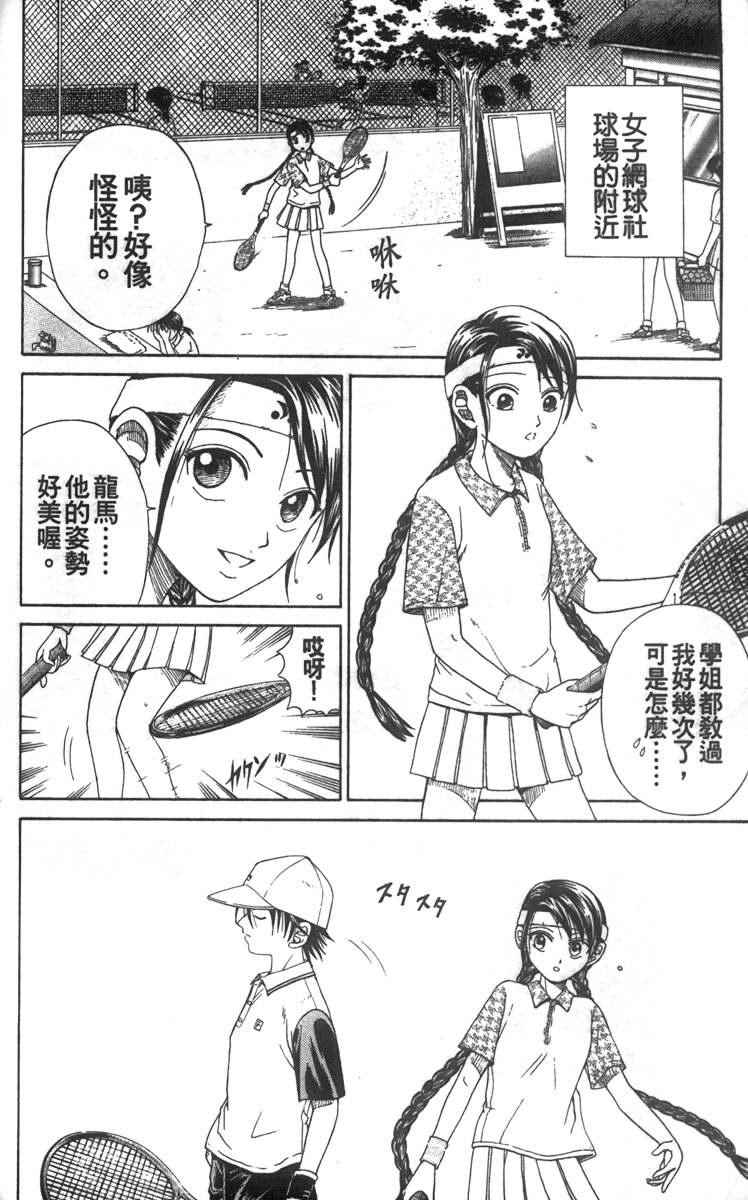 女子網球社
球場的附近
咦?好像
怪怪的。
咻
咻
學姐都教過
我好幾次了,
可是怎麼……
龍馬……
他的姿勢
好美喔。
哎呀!
カクンッ
スタ
スタ